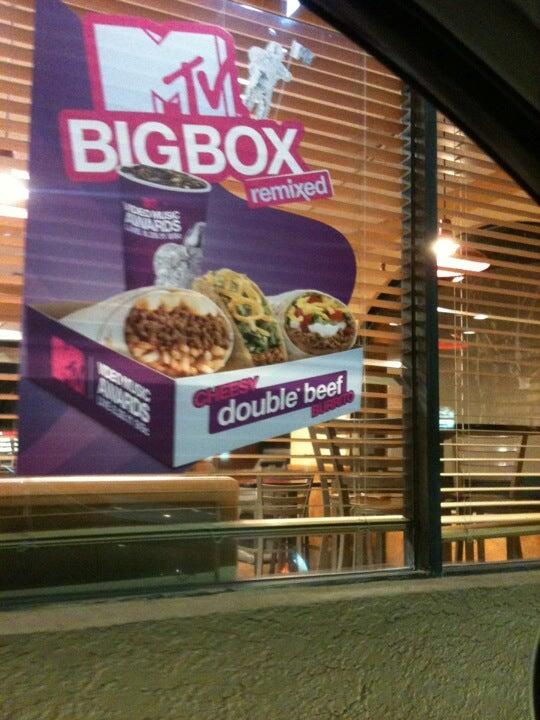 MTV
BIGBOX
remixed
VIDEO MUSIC
AWARDS
CHEESY
double beef
BURRITO
VIDEO MUSIC
AWARDS